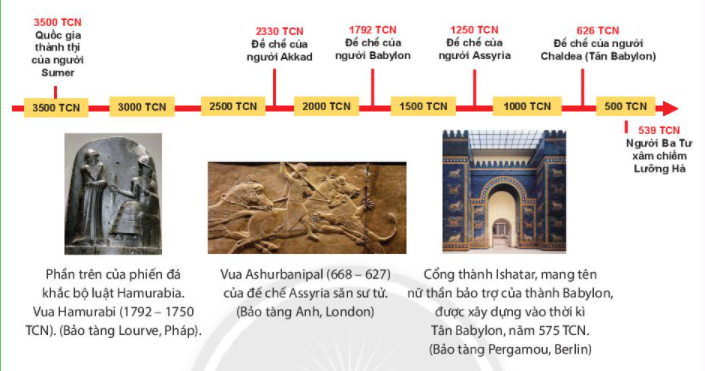 3500 TCN
Quốc gia
thành thị
của người
Sumer
2330 TCN
Đế chế của
người Akkad
1792 TCN
Đế chế của
người Babylon
1250 TCN
Đế chế của
người Assyria
626 TCN
Đế chế của người
Chaldea (Tân Babylon)
3500 TCN
3000 TCN
2500 TCN
2000 TCN
1500 TCN
1000 TCN
500 TCN
539 TCN
Người Ba Tư
xâm chiếm
Lưỡng Hà
Phần trên của phiến đá
khắc bộ luật Hamurabia.
Vua Hamurabi (1792 – 1750
TCN). (Bảo tàng Lourve, Pháp).
Vua Ashurbanipal (668 – 627)
của đế chế Assyria săn sư tử.
(Bảo tàng Anh, London)
Cổng thành Ishatar, mang tên
nữ thần bảo trợ của thành Babylon,
được xây dựng vào thời kì
Tân Babylon, năm 575 TCN.
(Bảo tàng Pergamou, Berlin)